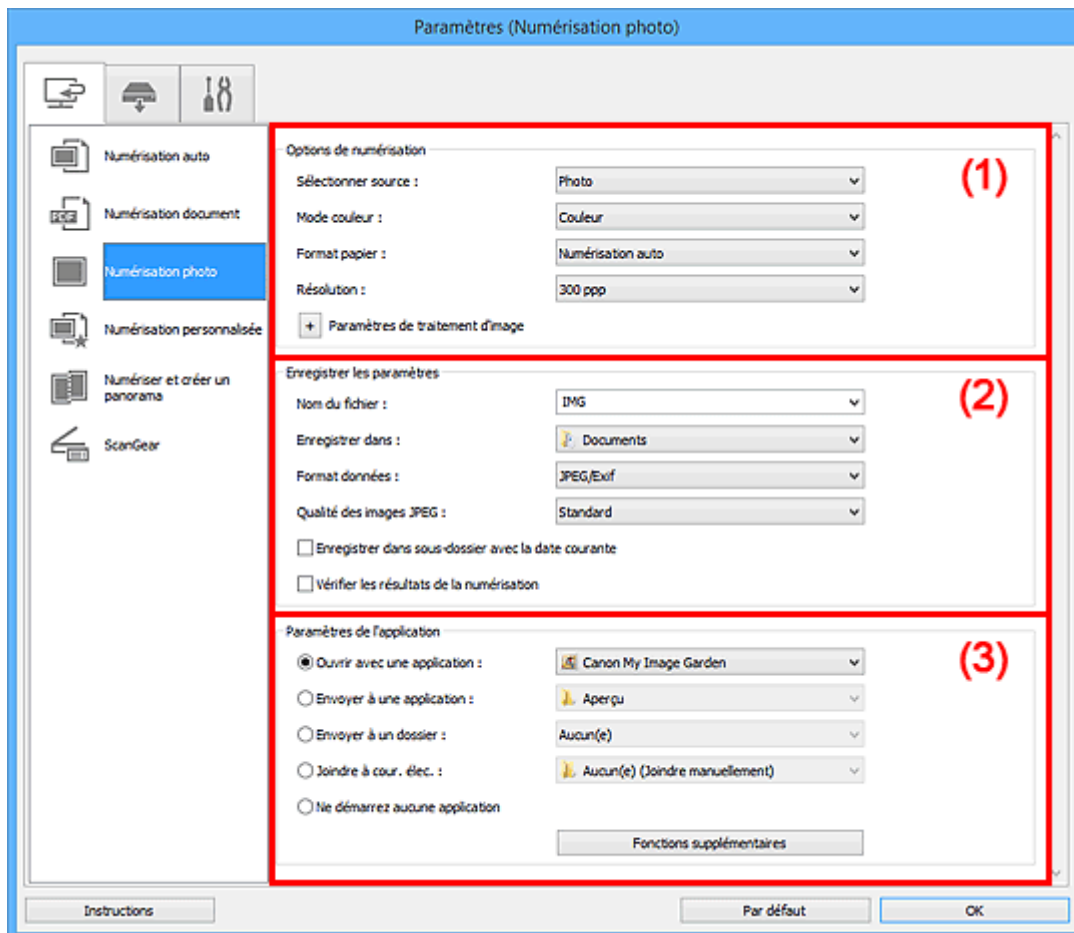 Paramètres (Numérisation photo)
Numérisation auto
Numérisation document
Numérisation photo
Numérisation personnalisée
Numériser et créer un
panorama
ScanGear
Options de numérisation
(1)
Sélectionner source : Photo
Mode couleur : Couleur
Format papier : Numérisation auto
Résolution : 300 ppp
+ Paramètres de traitement d'image
Enregistrer les paramètres
(2)
Nom du fichier : IMG
Enregistrer dans : Documents
Format données : JPEG/Exif
Qualité des images JPEG : Standard
Enregistrer dans sous-dossier avec la date courante
Vérifier les résultats de la numérisation
Paramètres de l'application
(3)
Ouvrir avec une application : Canon My Image Garden
Envoyer à une application : Aperçu
Envoyer à un dossier : Aucun(e)
Joindre à cour. élec. : Aucun(e) (Joindre manuellement)
Ne démarrez aucune application
Fonctions supplémentaires
Instructions Par défaut OK